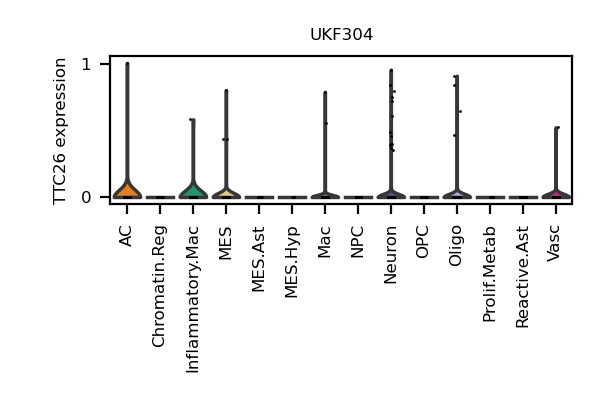 UKF304
TTC26 expression
1
0
AC
Chromatin.Reg
Inflammatory.Mac
MES
MES.Ast
MES.Hyp
Mac
NPC
Neuron
OPC
Oligo
Prolif.Metab
Reactive.Ast
Vasc